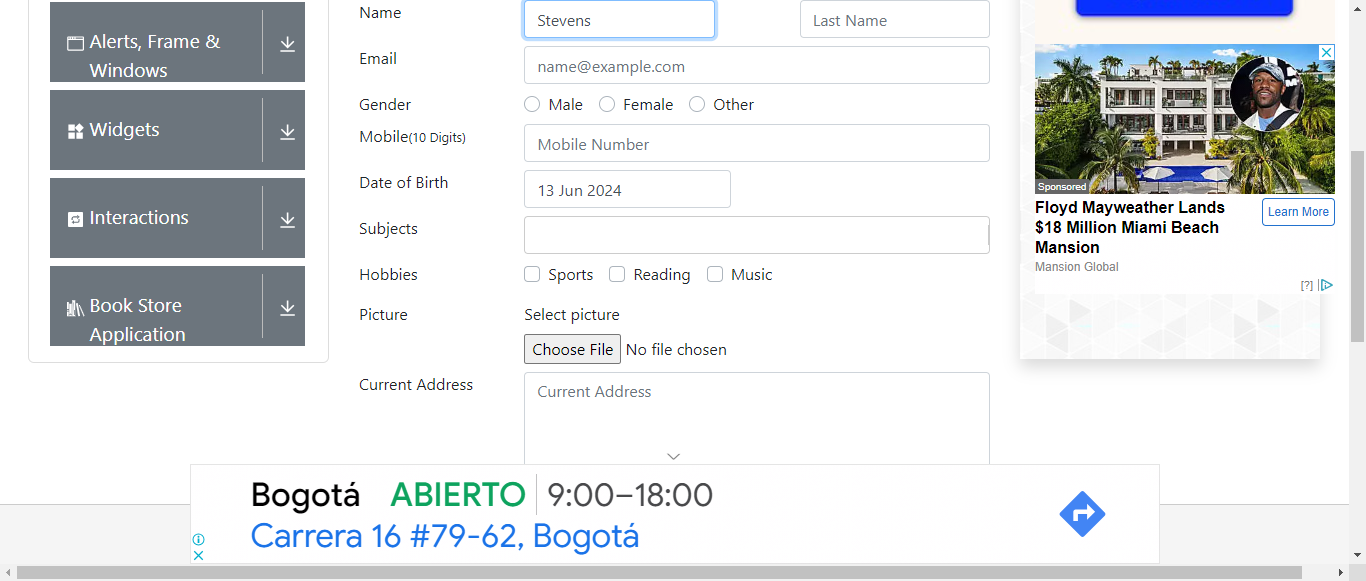 Alerts, Frame &
Windows
Widgets
Interactions
Book Store
Application
Name
Stevens
Last Name
Email
name@example.com
Gender
Male
Female
Other
Mobile(10 Digits)
Mobile Number
Date of Birth
13 Jun 2024
Subjects
Hobbies
Sports
Reading
Music
Picture
Select picture
Choose File No file chosen
Current Address
Current Address
Sponsored
Floyd Mayweather Lands
$18 Million Miami Beach
Mansion
Learn More
Mansion Global
[?]
Bogotá ABIERTO 9:00–18:00
Carrera 16 #79-62, Bogotá